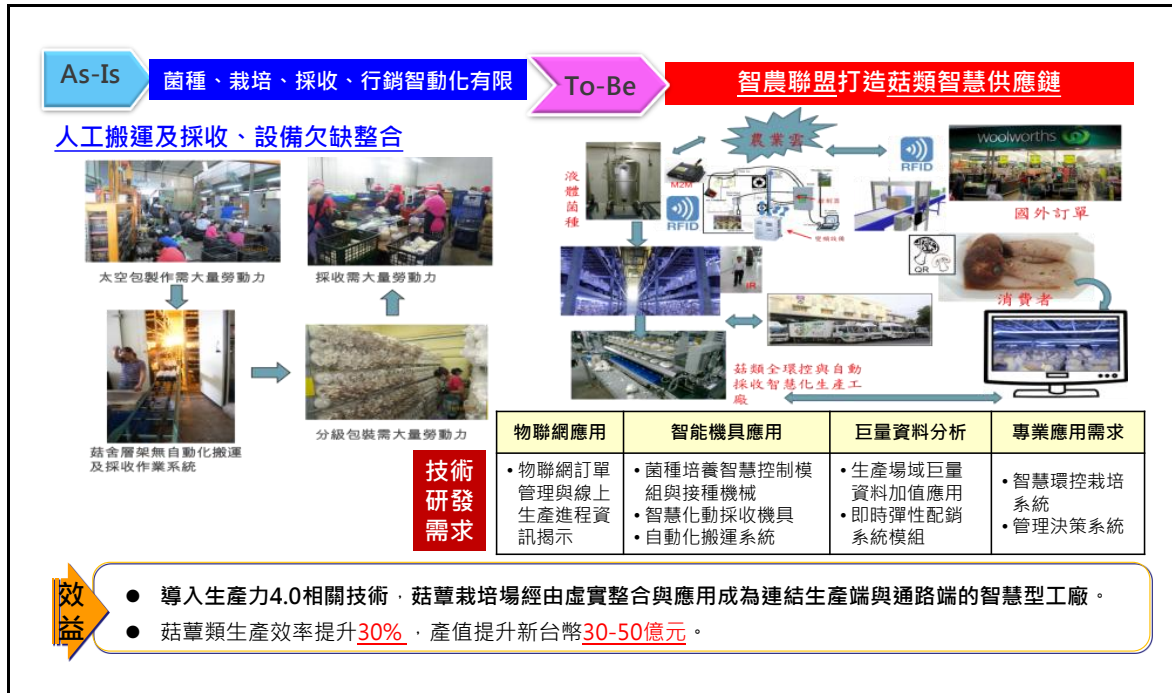 As-Is
菌種、栽培、採收、行銷智動化有限
To-Be
智農聯盟打造菇類智慧供應鏈
人工搬運及採收、設備欠缺整合
太空包製作需大量勞動力
採收需大量勞動力
菇舍層架無自動化搬運
及採收作業系統
分級包裝需大量勞動力
農業雲
液體菌種
M2M
RFID
RFID
woolworths
國外訂單
IR
QR
消費者
菇類全環控與自動
採收智慧化生產工
廠
技術
研發
需求
物聯網應用
智能機具應用
巨量資料分析
專業應用需求
•物聯網訂單
管理與線上
生產進程資
訊揭示
•菌種培養智慧控制模
組與接種機械
•智慧化動採收機具
•自動化搬運系統
•生產場域巨量
資料加值應用
•即時彈性配銷
系統模組
•智慧環控栽培
系統
•管理決策系統
效
益
● 導入生產力4.0相關技術，菇蕈栽培場經由虛實整合與應用成為連結生產端與通路端的智慧型工廠。
● 菇蕈類生產效率提升30%，產值提升新台幣30-50億元。